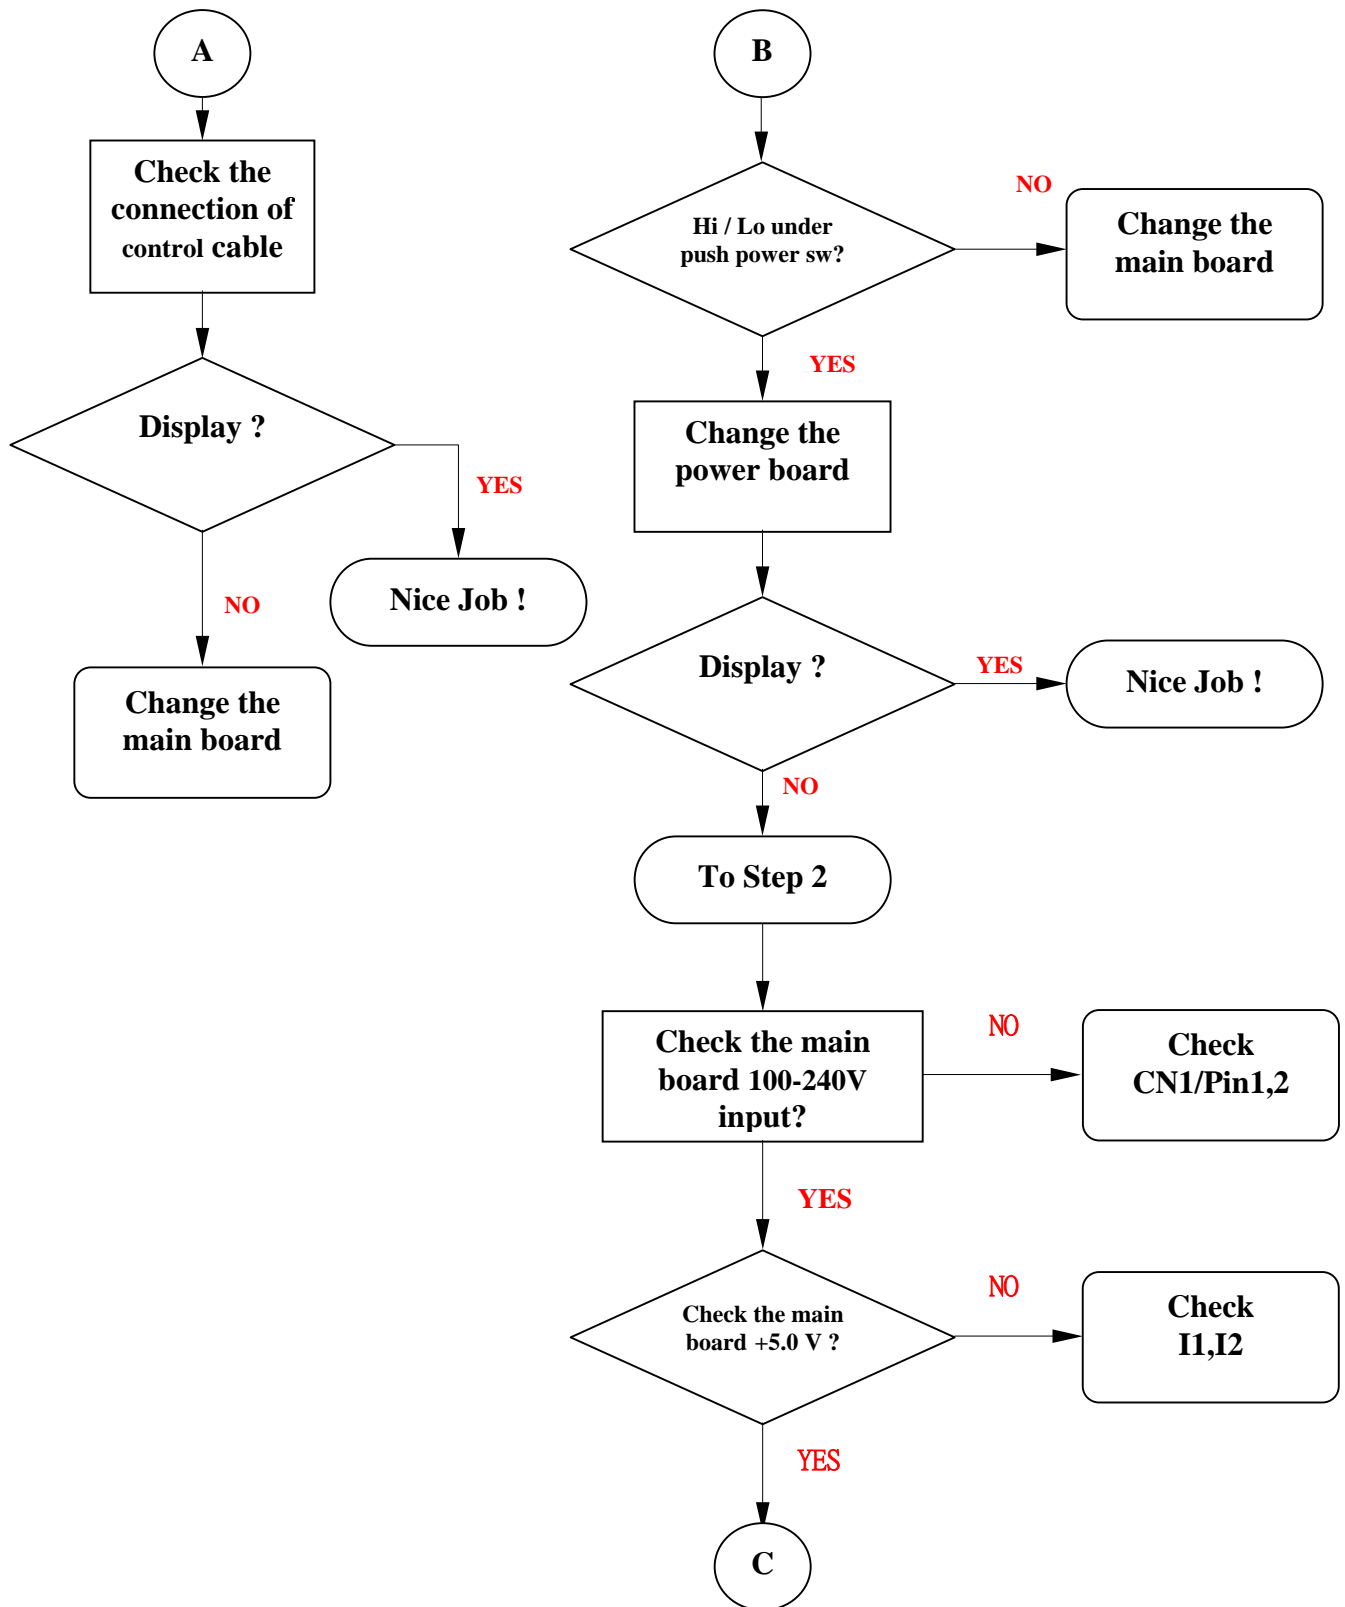 A
Check the
connection of
control cable
Display ?
YES
Nice Job !
NO
Change the
main board
B
Hi / Lo under
push power sw?
NO
Change the
main board
YES
Change the
power board
Display ?
YES
Nice Job !
NO
To Step 2
Check the main
board 100-240V
input?
NO
Check
CN1/Pin1,2
YES
Check the main
board +5.0 V ?
NO
Check
I1,I2
YES
C